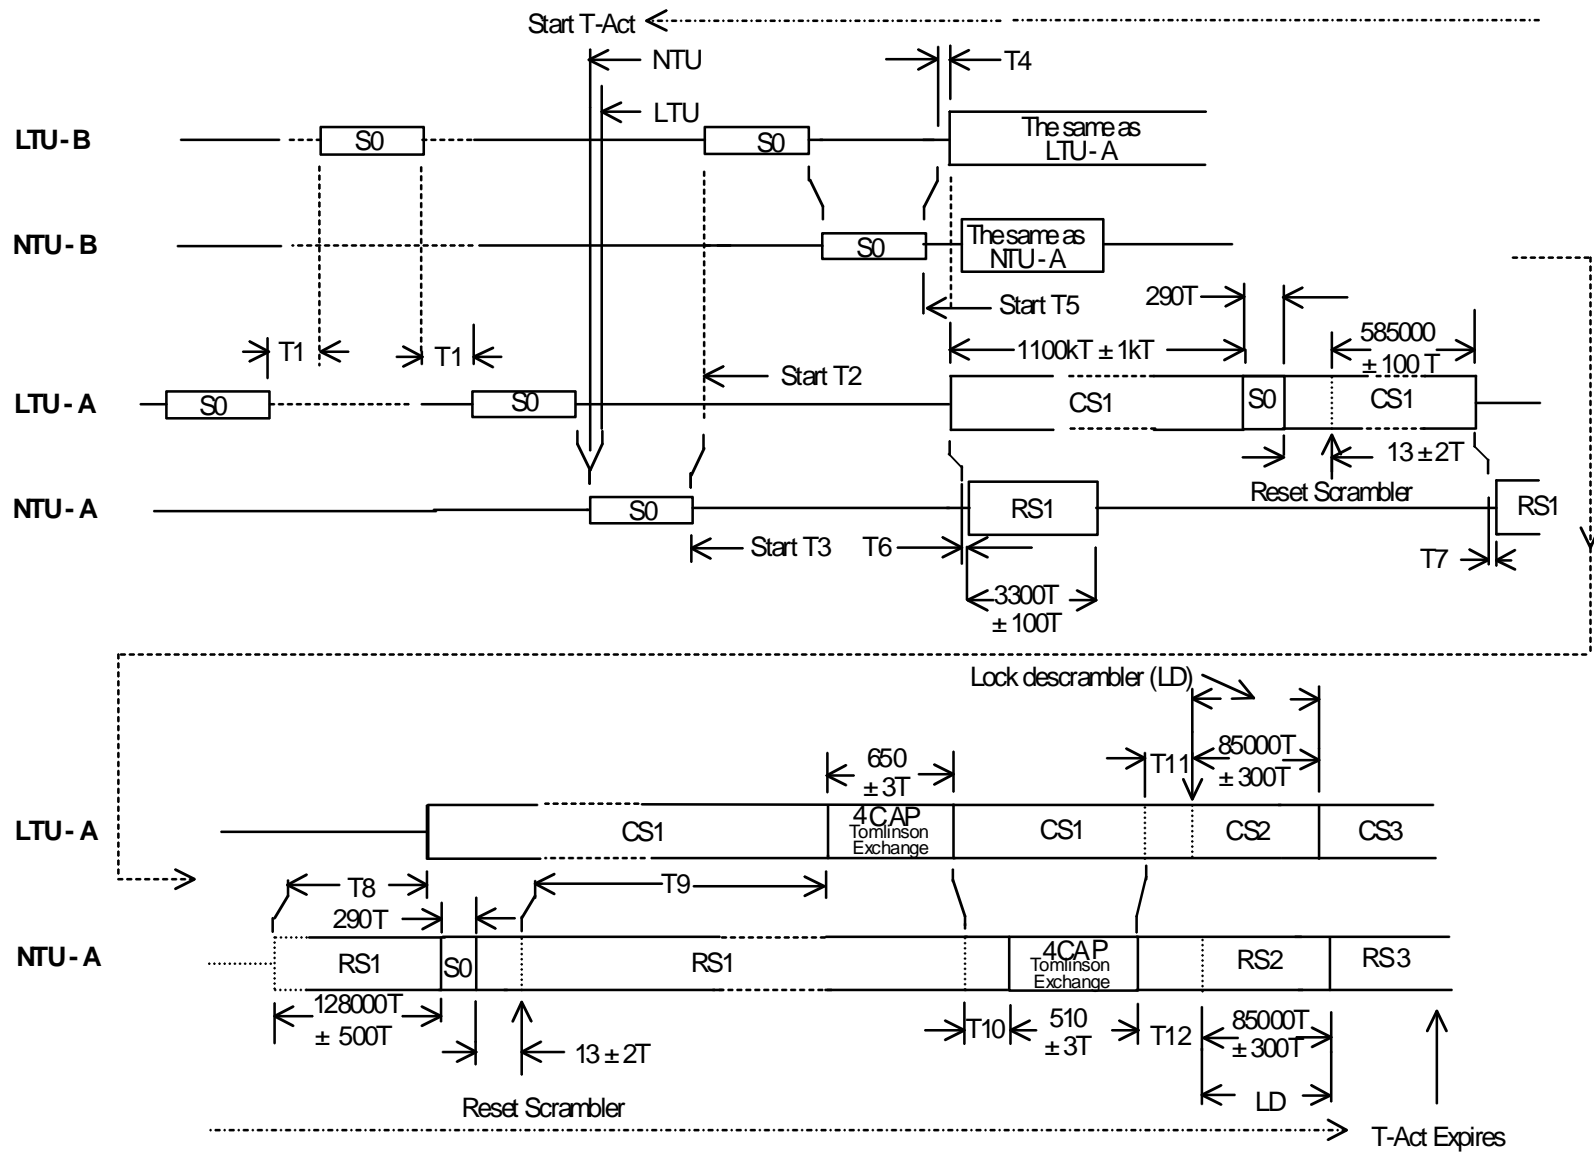 Start T-Act
NTU
T4
LTU
LTU-B
S0
S0
The same as
LTU-A
NTU-B
S0
The same as
NTU-A
Start T5
290T
T1
T1
Start T2
1100kT ± 1kT
585000
± 100 T
LTU-A
S0
S0
CS1
S0
CS1
13 ± 2T
Reset Scrambler
NTU-A
S0
RS1
RS1
Start T3
T6
T7
3300T
± 100T
Lock descrambler (LD)
650
± 3T
T11
85000T
± 300T
LTU-A
CS1
4CAP
Tomlinson
Exchange
CS1
CS2
CS3
T8
T9
290T
NTU-A
RS1
S0
RS1
4CAP
Tomlinson
Exchange
RS2
RS3
128000T
± 500T
T10
510
± 3T
T12
85000T
± 300T
13 ± 2T
LD
Reset Scrambler
T-Act Expires